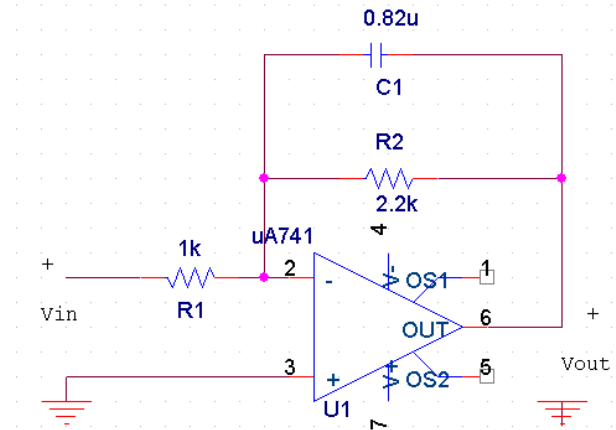 0.82u
C1
R2
2.2k
4
1k
uA741
+
2
-
V-
OS1
1
Vin
R1
OUT
6
+
3
+
V+
OS2
5
Vout
U1
7